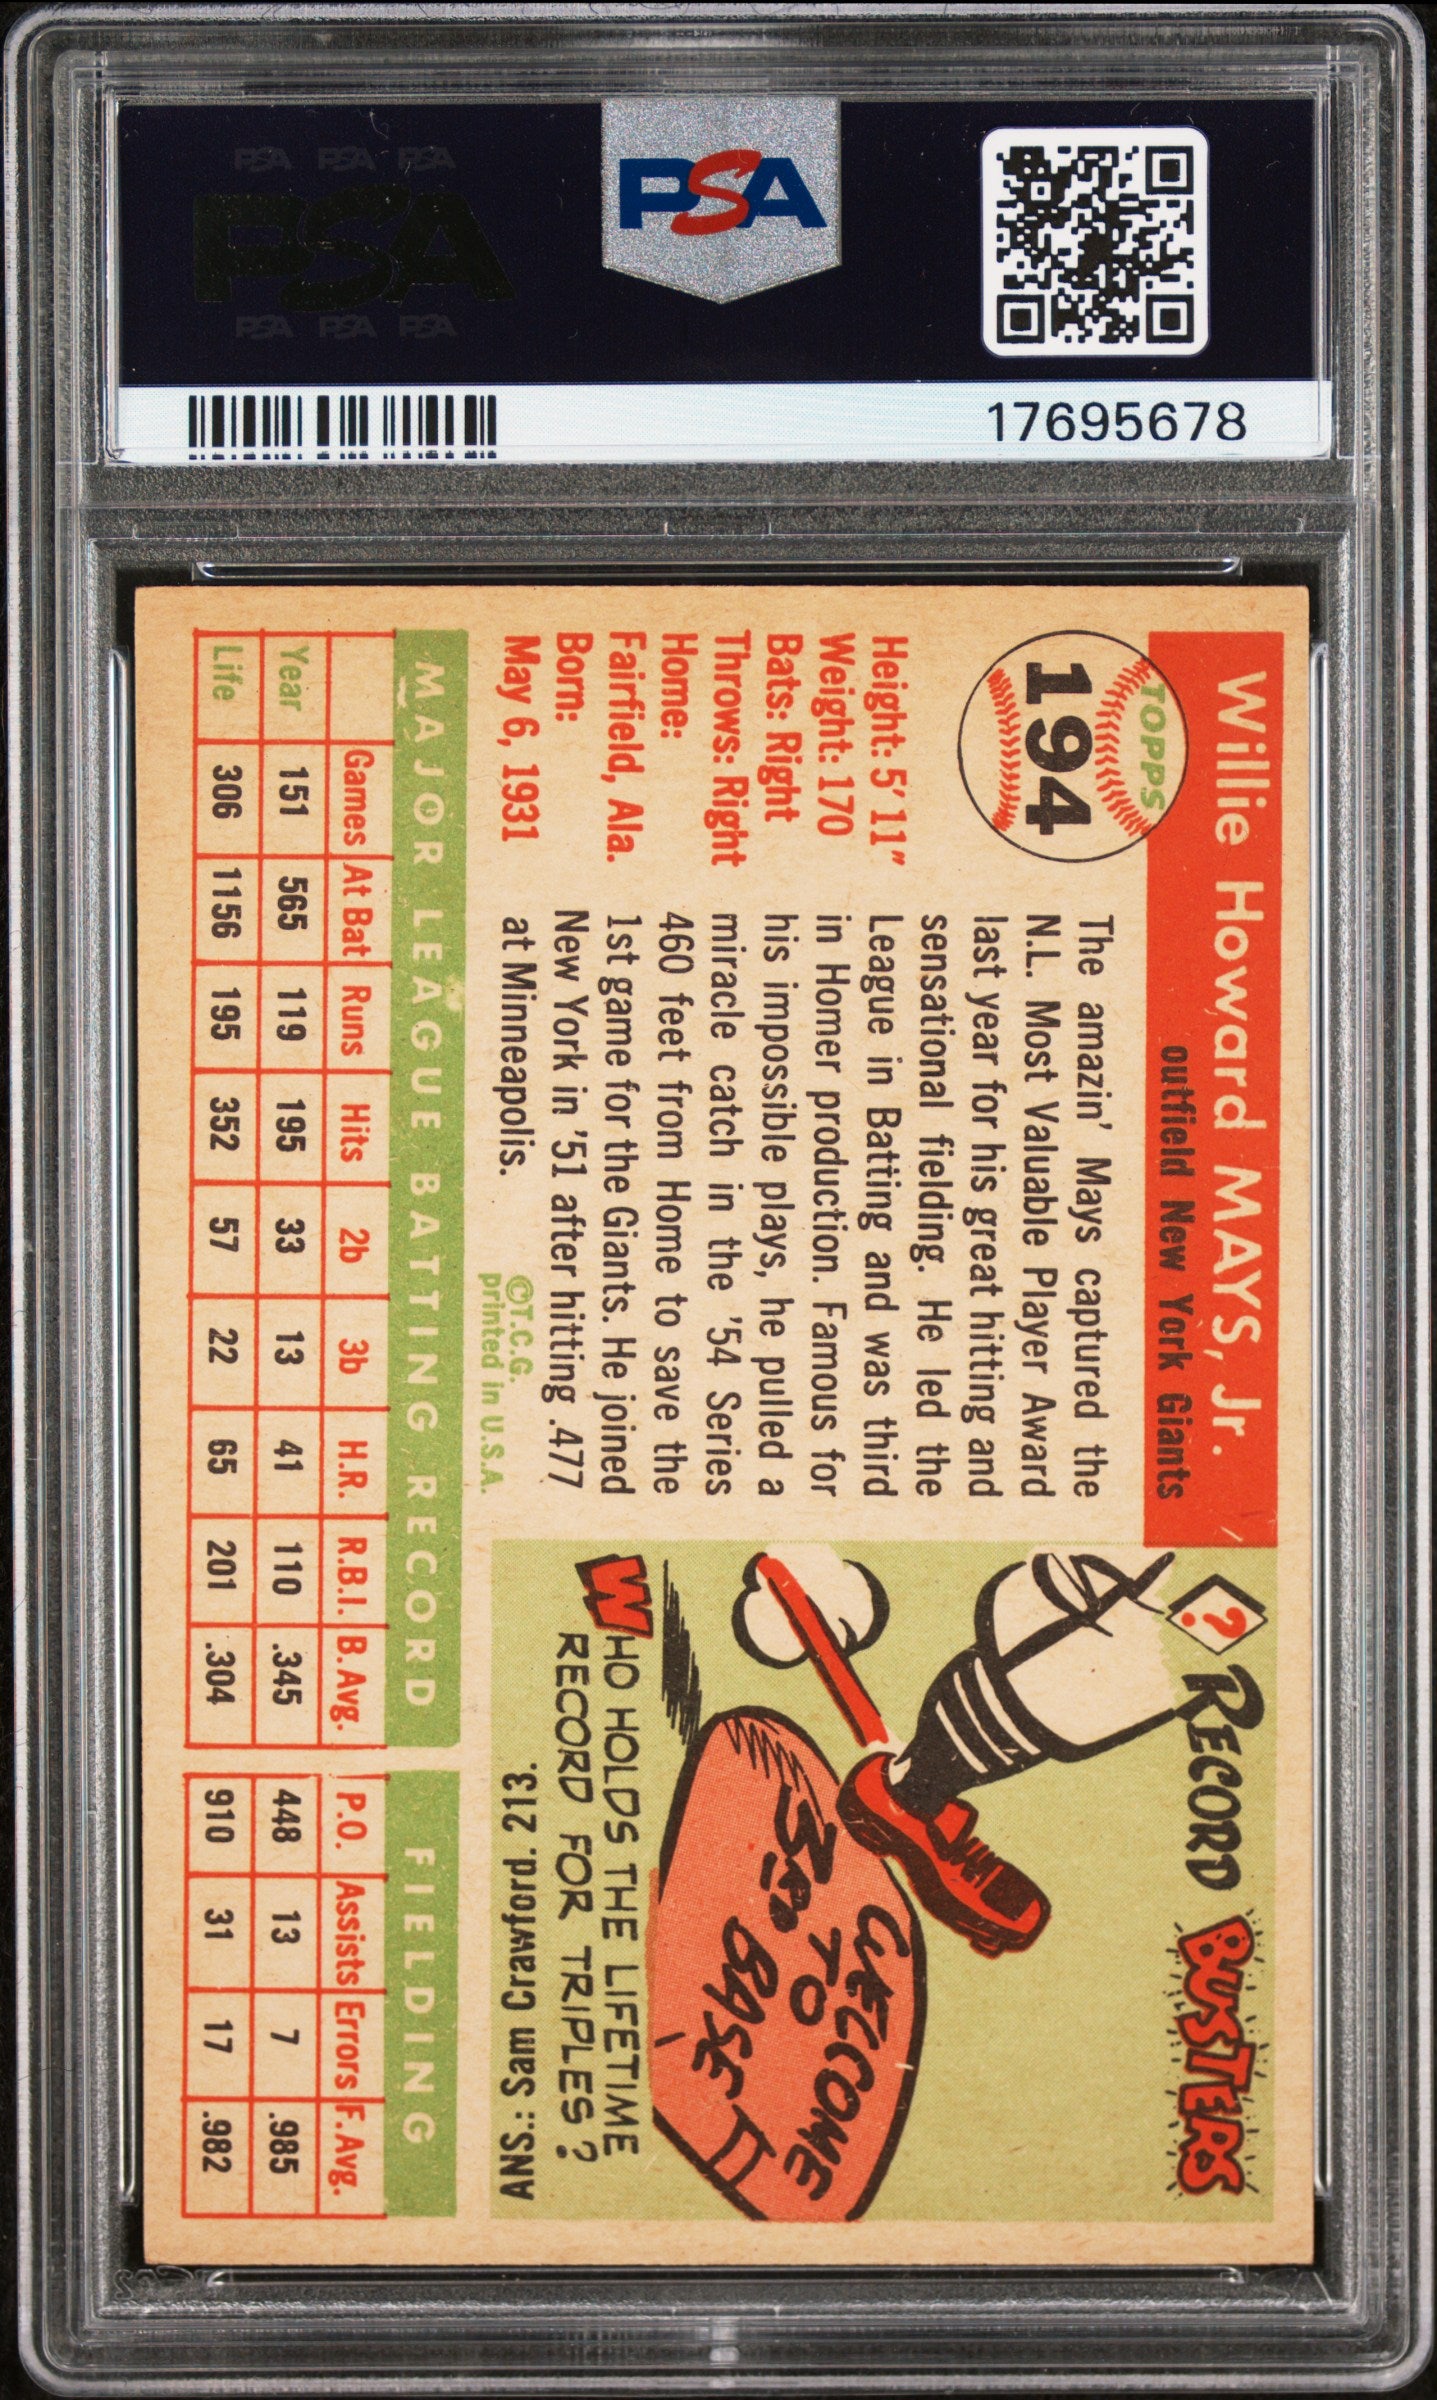 PSA PSA PSA
PSA
PSA PSA PSA
PSA
17695678
Willie Howard MAYS, Jr.
outfield New York Giants
TOPPS
194
Height: 5'11"
Weight: 170
Bats: Right
Throws: Right
Home:
Fairfield, Ala.
Born:
May 6, 1931
The amazin' Mays captured the
N.L. Most Valuable Player Award
last year for his great hitting and
sensational fielding. He led the
League in Batting and was third
in Homer production. Famous for
his impossible plays, he pulled a
miracle catch in the '54 Series
460 feet from Home to save the
1st game for the Giants. He joined
New York in '51 after hitting .477
at Minneapolis.
©T.C.G.
printed in U.S.A.
? RECORD BUSTERS
WELCOME
TO
3RD BASE
WHO HOLDS THE LIFETIME
RECORD FOR TRIPLES?
ANS.: Sam Crawford. 213.
MAJOR LEAGUE BATTING RECORD FIELDING
Games At Bat Runs Hits 2b 3b H.R. R.B.I. B. Avg. P.O. Assists Errors F. Avg.
Year 151 565 119 195 33 13 41 110 .345 448 13 7 .985
Life 306 1156 195 352 57 22 65 201 .304 910 31 17 .982